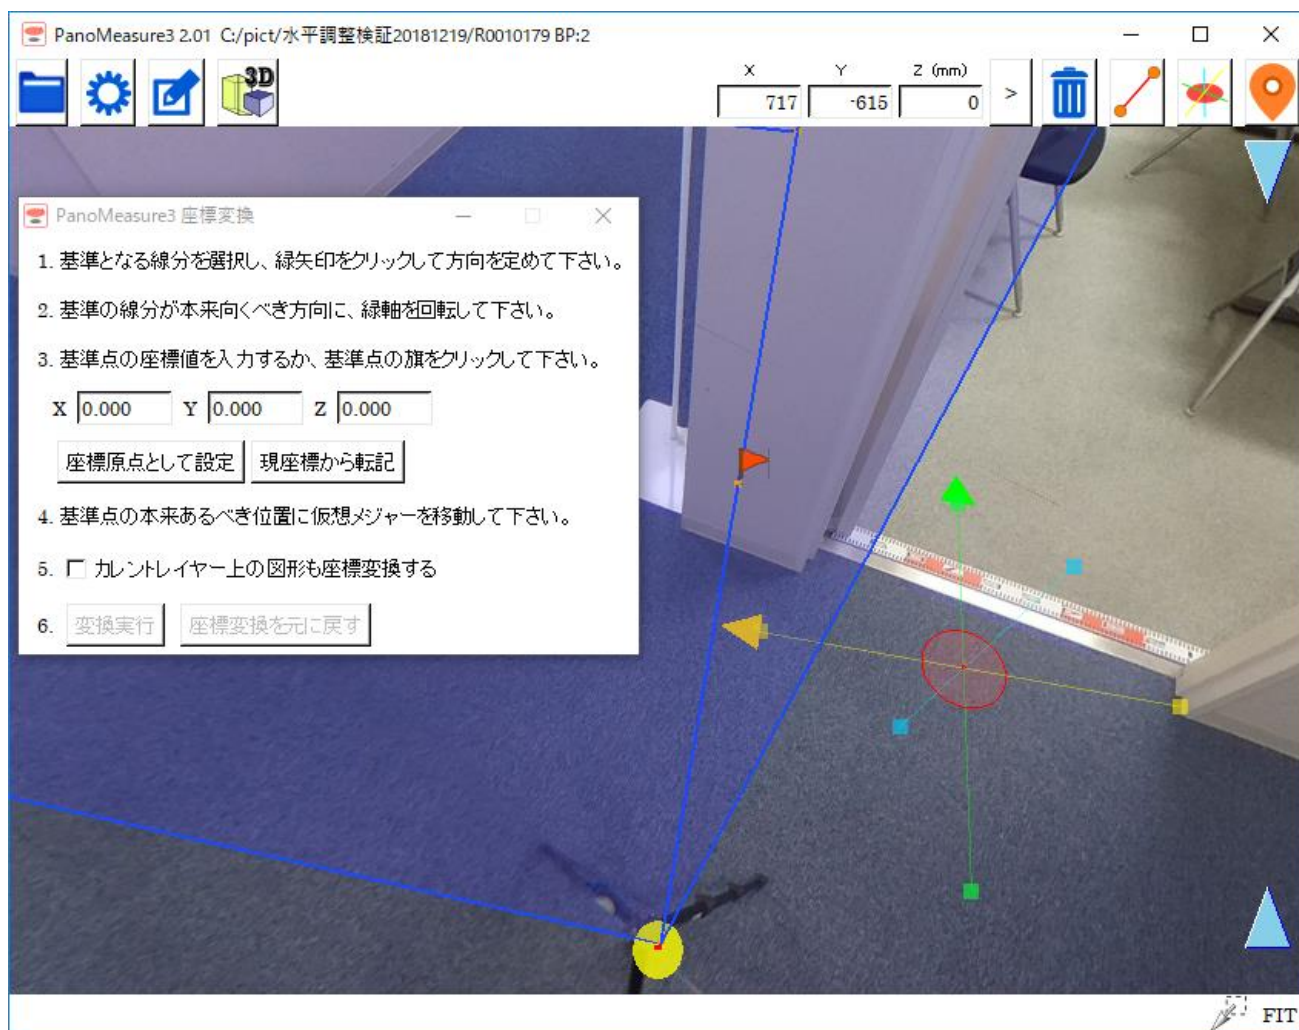 PanoMeasure3 2.01 C:/pict/水平調整検証20181219/R0010179 BP:2
3D
X Y Z (mm)
717 -615 0 >
PanoMeasure3 座標変換
1. 基準となる線分を選択し、緑矢印をクリックして方向を定めて下さい。
2. 基準の線分が本来向くべき方向に、緑軸を回転して下さい。
3. 基準点の座標値を入力するか、基準点の旗をクリックして下さい。
X 0.000 Y 0.000 Z 0.000
座標原点として設定 現座標から転記
4. 基準点の本来あるべき位置に仮想メジャーを移動して下さい。
5. カレントレイヤー上の図形も座標変換する
6. 変換実行 座標変換を元に戻す
FIT